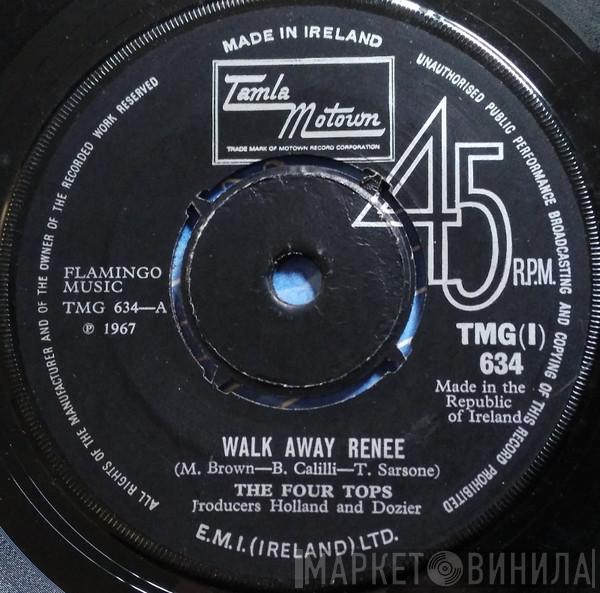 MADE IN IRELAND
Tamla
Motown
TRADE MARK OF MOTOWN RECORD CORPORATION
45
R.P.M.
FLAMINGO
MUSIC
TMG 634—A
℗ 1967
TMG(I)
634
Made in the
Republic
of Ireland
WALK AWAY RENEE
(M. Brown—B. Calilli—T. Sarsone)
THE FOUR TOPS
Producers Holland and Dozier
E.M.I.(IRELAND)LTD.
ALL RIGHTS OF THE MANUFACTURER AND OF THE OWNER OF THE RECORDED WORK RESERVED
UNAUTHORISED PUBLIC PERFORMANCE BROADCASTING AND COPYING OF THIS RECORD PROHIBITED
МАРКЕТ ВИНИЛА